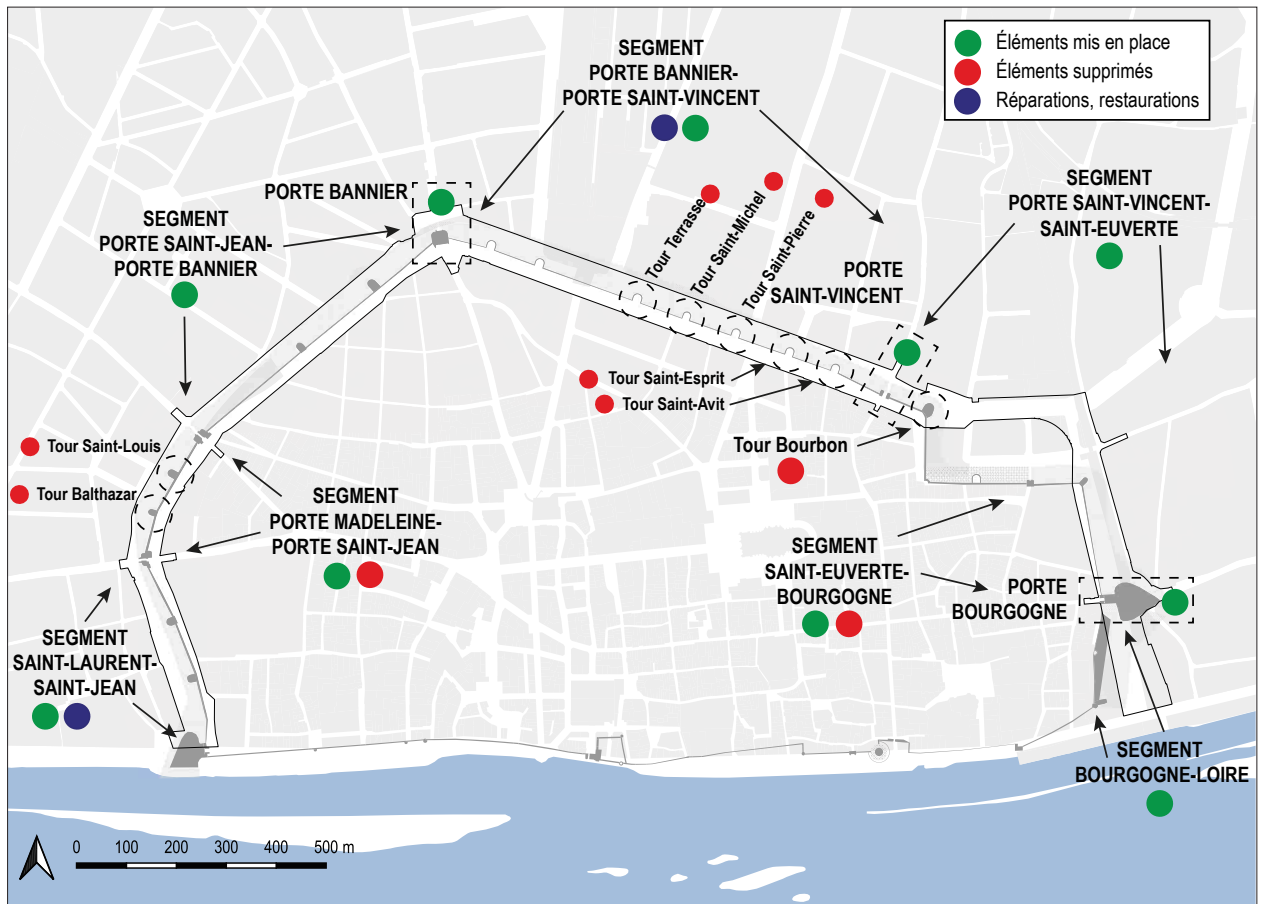 SEGMENT
PORTE BANNIER-
PORTE SAINT-VINCENT
Éléments mis en place
Éléments supprimés
Réparations, restaurations
PORTE BANNIER
SEGMENT
PORTE SAINT-JEAN-
PORTE BANNIER
Tour Terrasse
Tour Saint-Michel
Tour Saint-Pierre
PORTE
SAINT-VINCENT
SEGMENT
PORTE SAINT-VINCENT-
SAINT-EUVERTE
Tour Saint-Esprit
Tour Saint-Avit
Tour Bourbon
Tour Saint-Louis
Tour Balthazar
SEGMENT
PORTE MADELEINE-
PORTE SAINT-JEAN
SEGMENT
SAINT-EUVERTE-
BOURGOGNE
PORTE
BOURGOGNE
SEGMENT
SAINT-LAURENT-
SAINT-JEAN
SEGMENT
BOURGOGNE-LOIRE
0 100 200 300 400 500 m